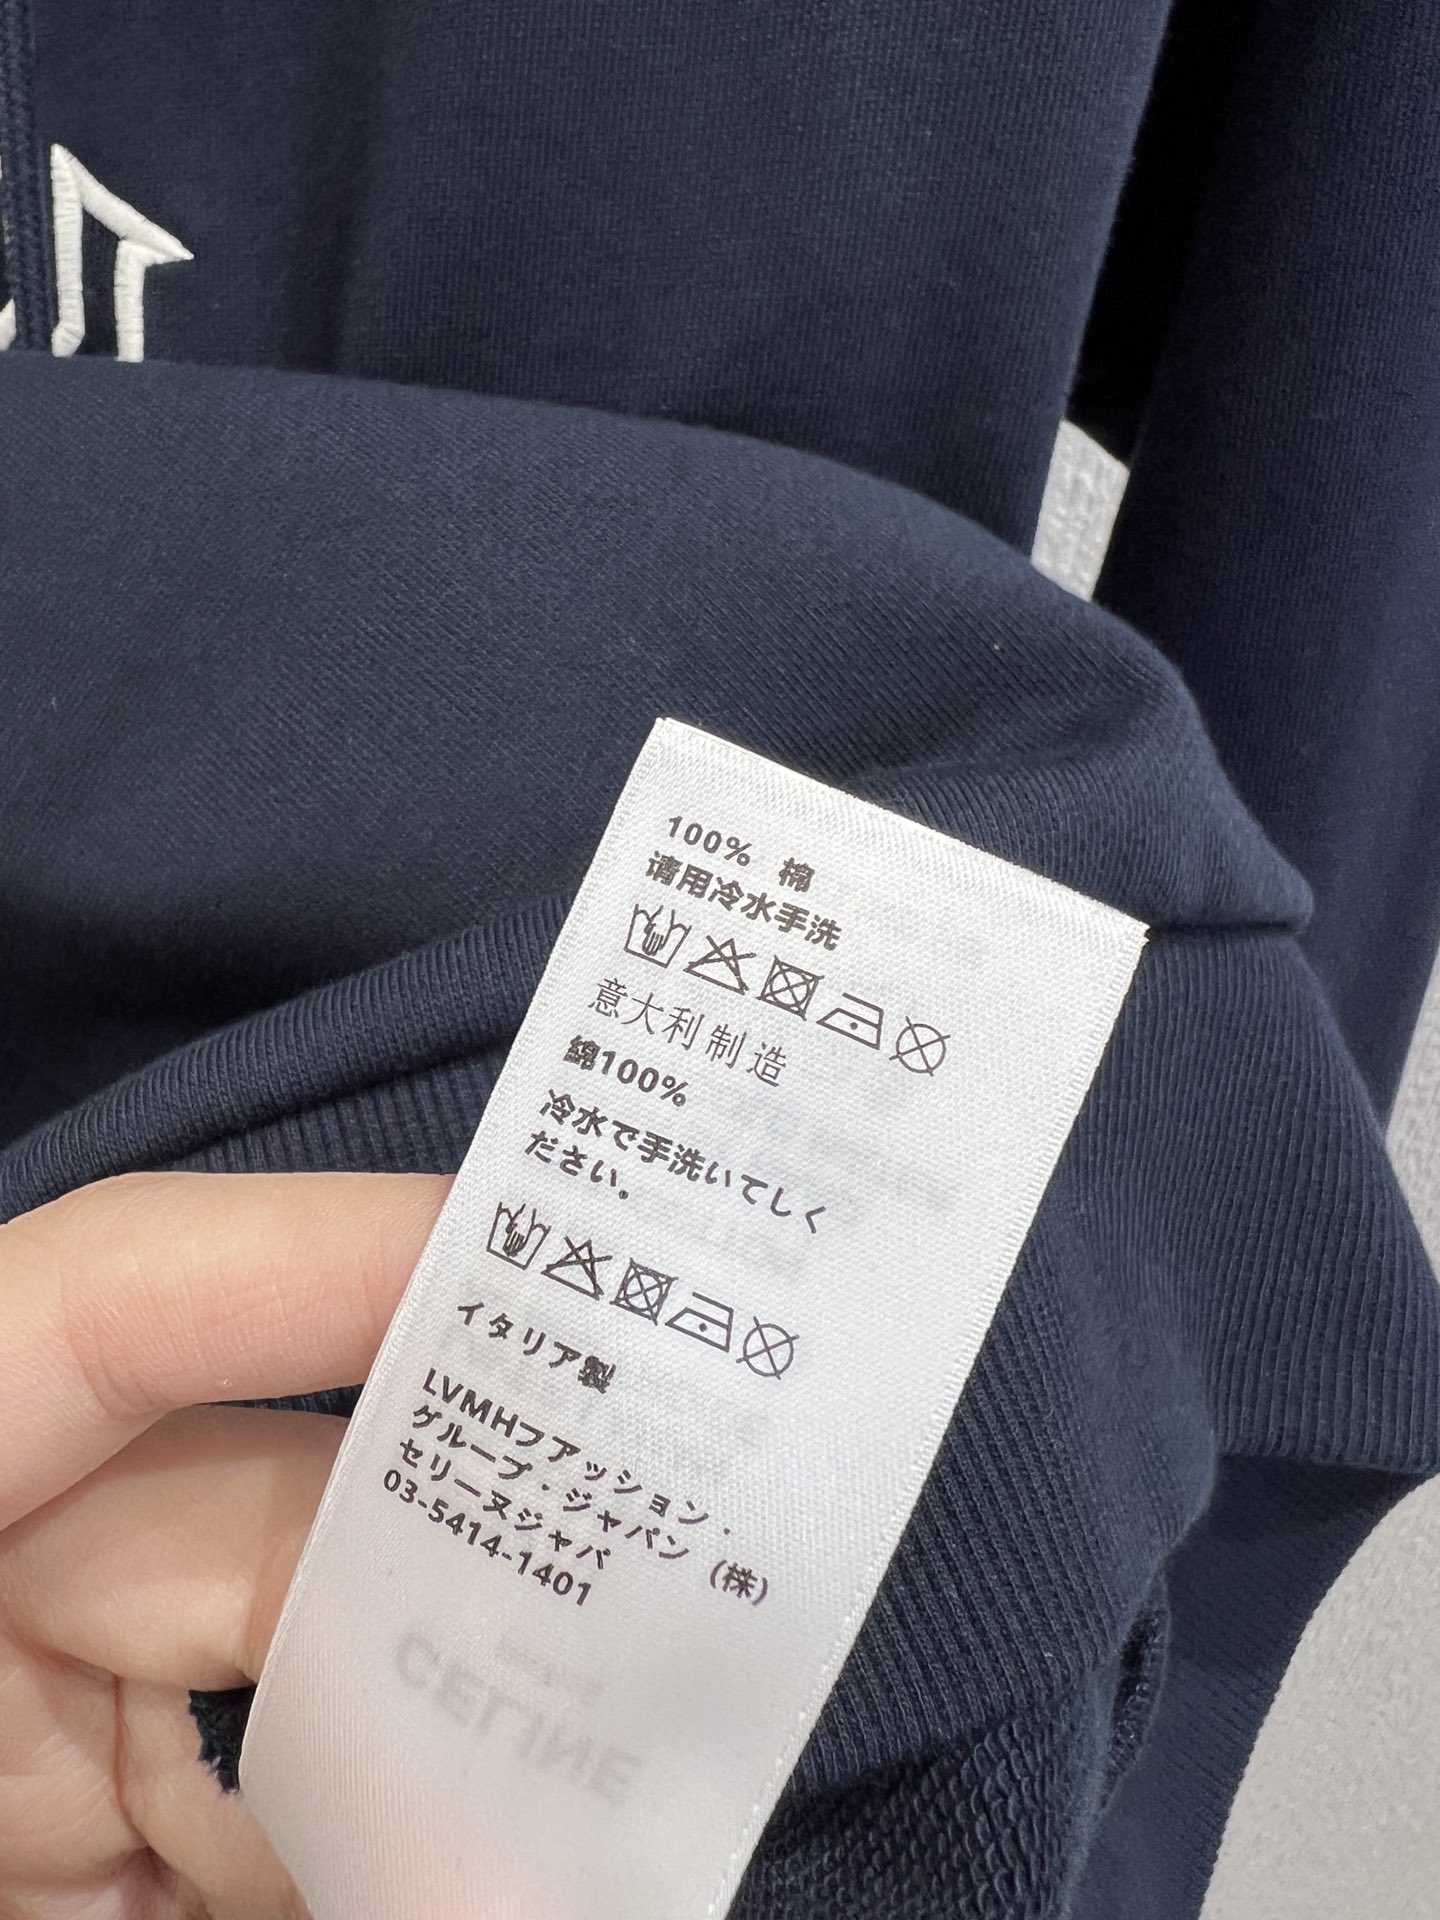 100% 棉
请用冷水手洗
意大利制造
綿100%
冷水で手洗いてしく
ださい。
イタリア製
LVMHファッション・
グループ・ジャパン（株）
セリーヌジャパ
03-5414-1401
CELINE